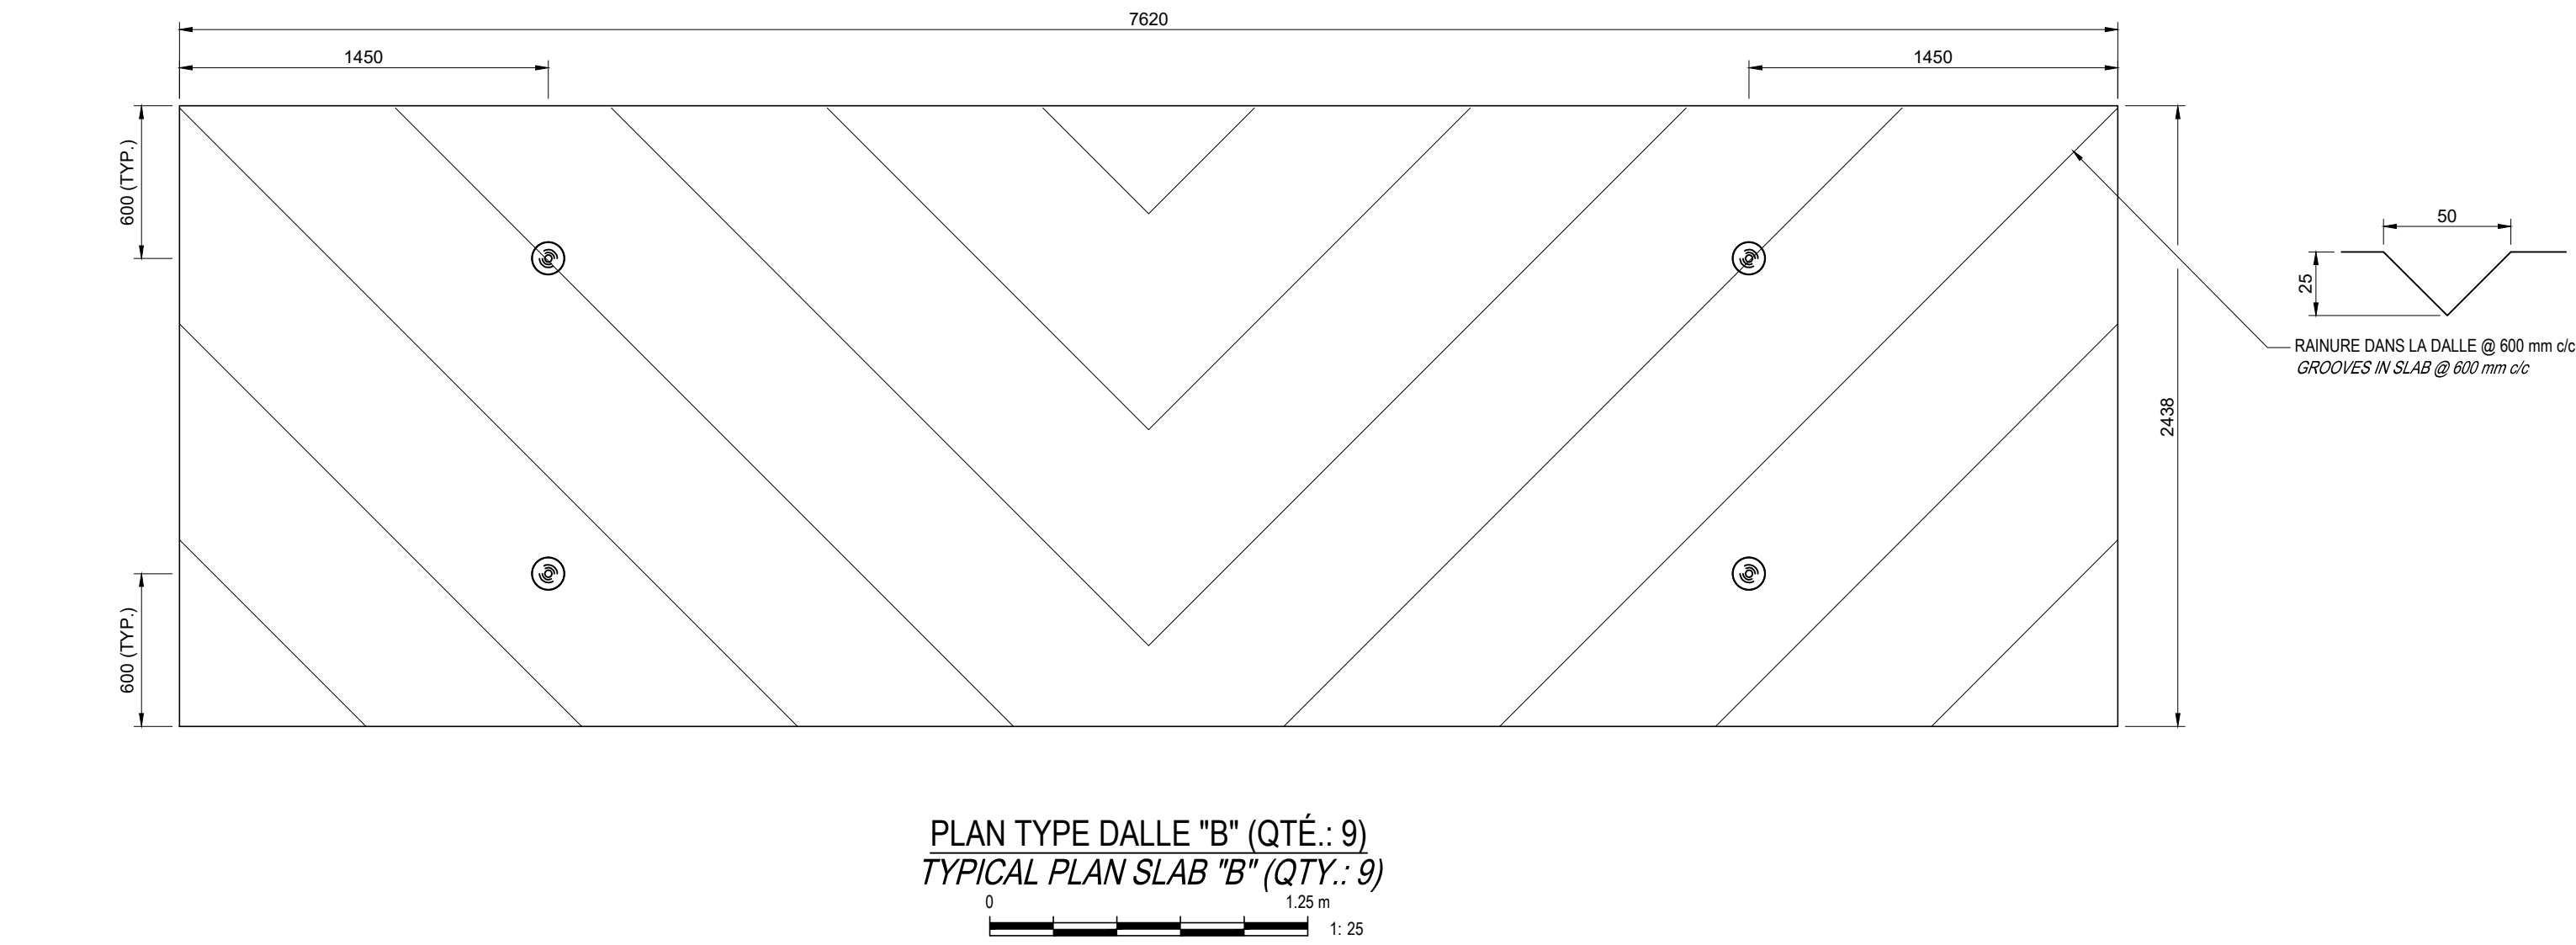 7620
1450
1450
600 (TYP.)
50
25
RAINURE DANS LA DALLE @ 600 mm c/c
GROOVES IN SLAB @ 600 mm c/c
2438
600 (TYP.)
PLAN TYPE DALLE "B" (QTÉ.: 9)
TYPICAL PLAN SLAB "B" (QTY.: 9)
0 1.25 m
1: 25